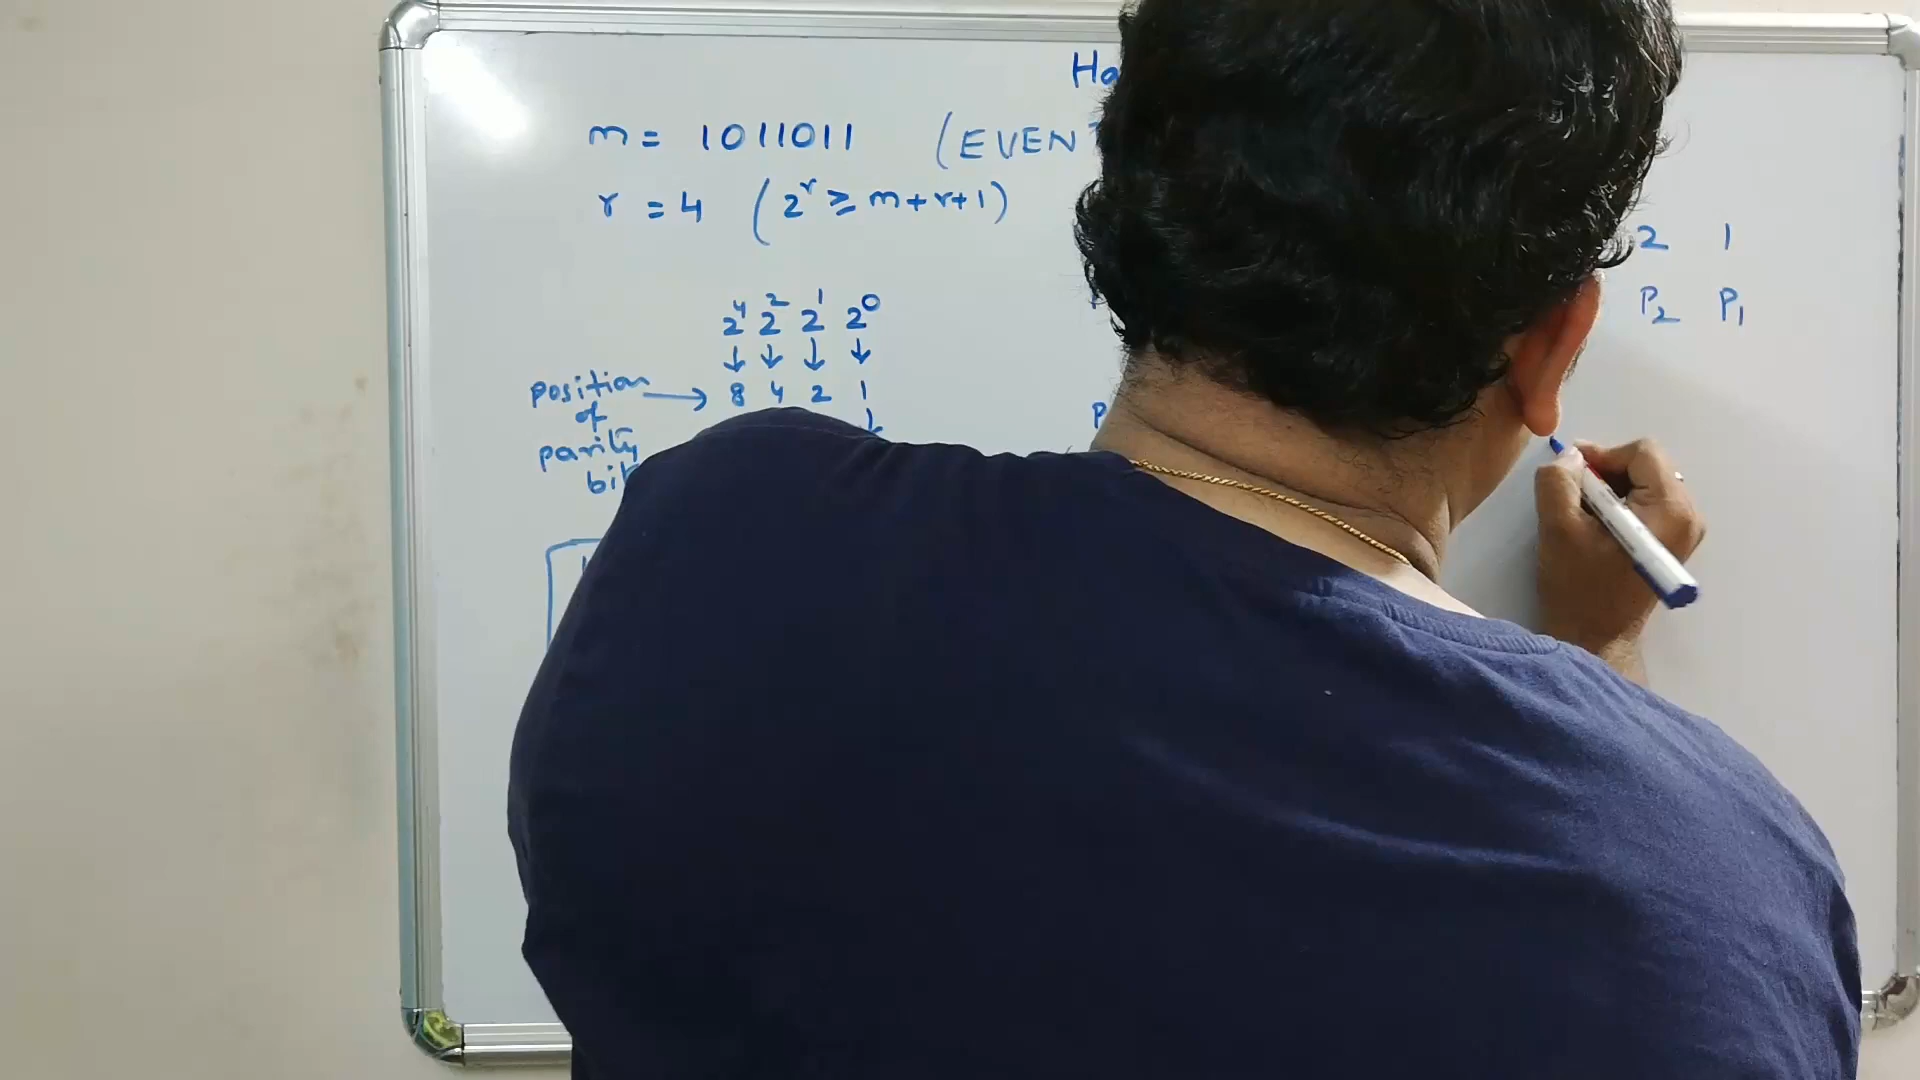 Ha
m = 1011011 (EVEN
r = 4 (2^r ≥ m+r+1)
2 1
P2 P1
2^4 2^2 2^1 2^0
↓ ↓ ↓ ↓
position → 8 4 2 1
of
parity
bit
P